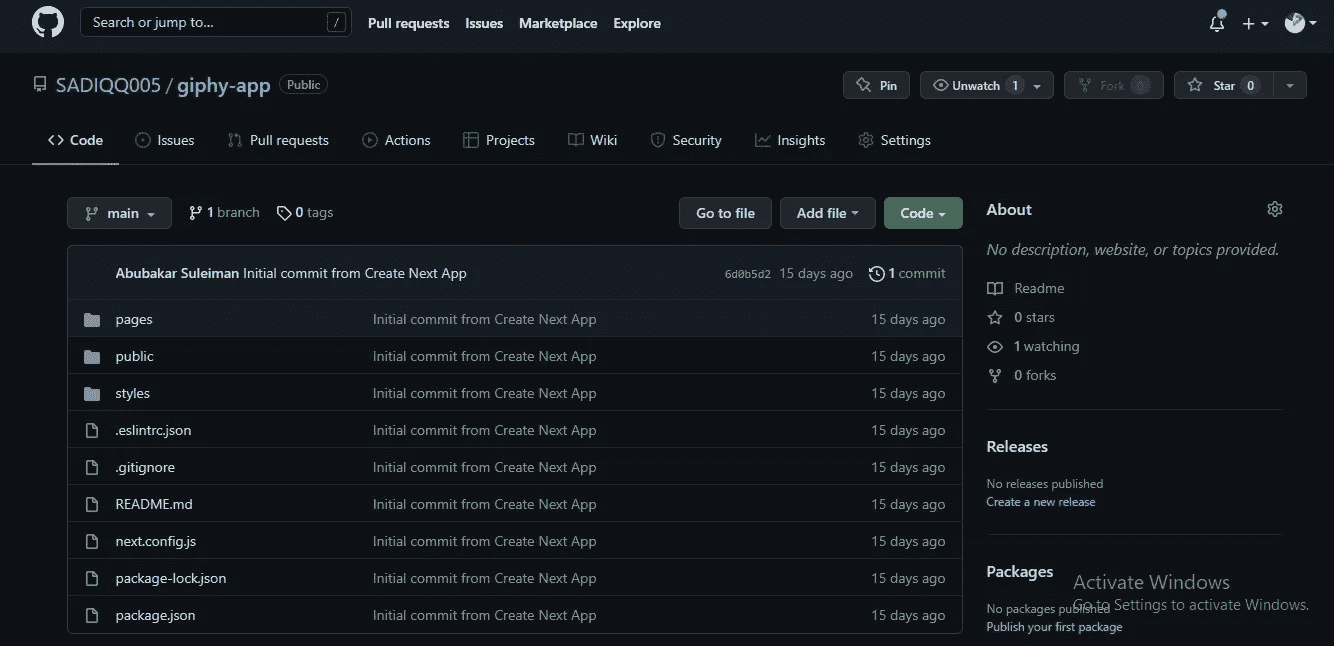 Search or jump to... /
Pull requests Issues Marketplace Explore
SADIQQ005 / giphy-app Public
Pin Unwatch 1 Fork 0 Star 0
Code Issues Pull requests Actions Projects Wiki Security Insights Settings
main 1 branch 0 tags Go to file Add file Code
Abubakar Suleiman Initial commit from Create Next App 6d0b5d2 15 days ago 1 commit
pages Initial commit from Create Next App 15 days ago
public Initial commit from Create Next App 15 days ago
styles Initial commit from Create Next App 15 days ago
.eslintrc.json Initial commit from Create Next App 15 days ago
.gitignore Initial commit from Create Next App 15 days ago
README.md Initial commit from Create Next App 15 days ago
next.config.js Initial commit from Create Next App 15 days ago
package-lock.json Initial commit from Create Next App 15 days ago
package.json Initial commit from Create Next App 15 days ago
About
No description, website, or topics provided.
Readme
0 stars
1 watching
0 forks
Releases
No releases published
Create a new release
Packages
No packages published
Publish your first package
Activate Windows
Go to Settings to activate Windows.